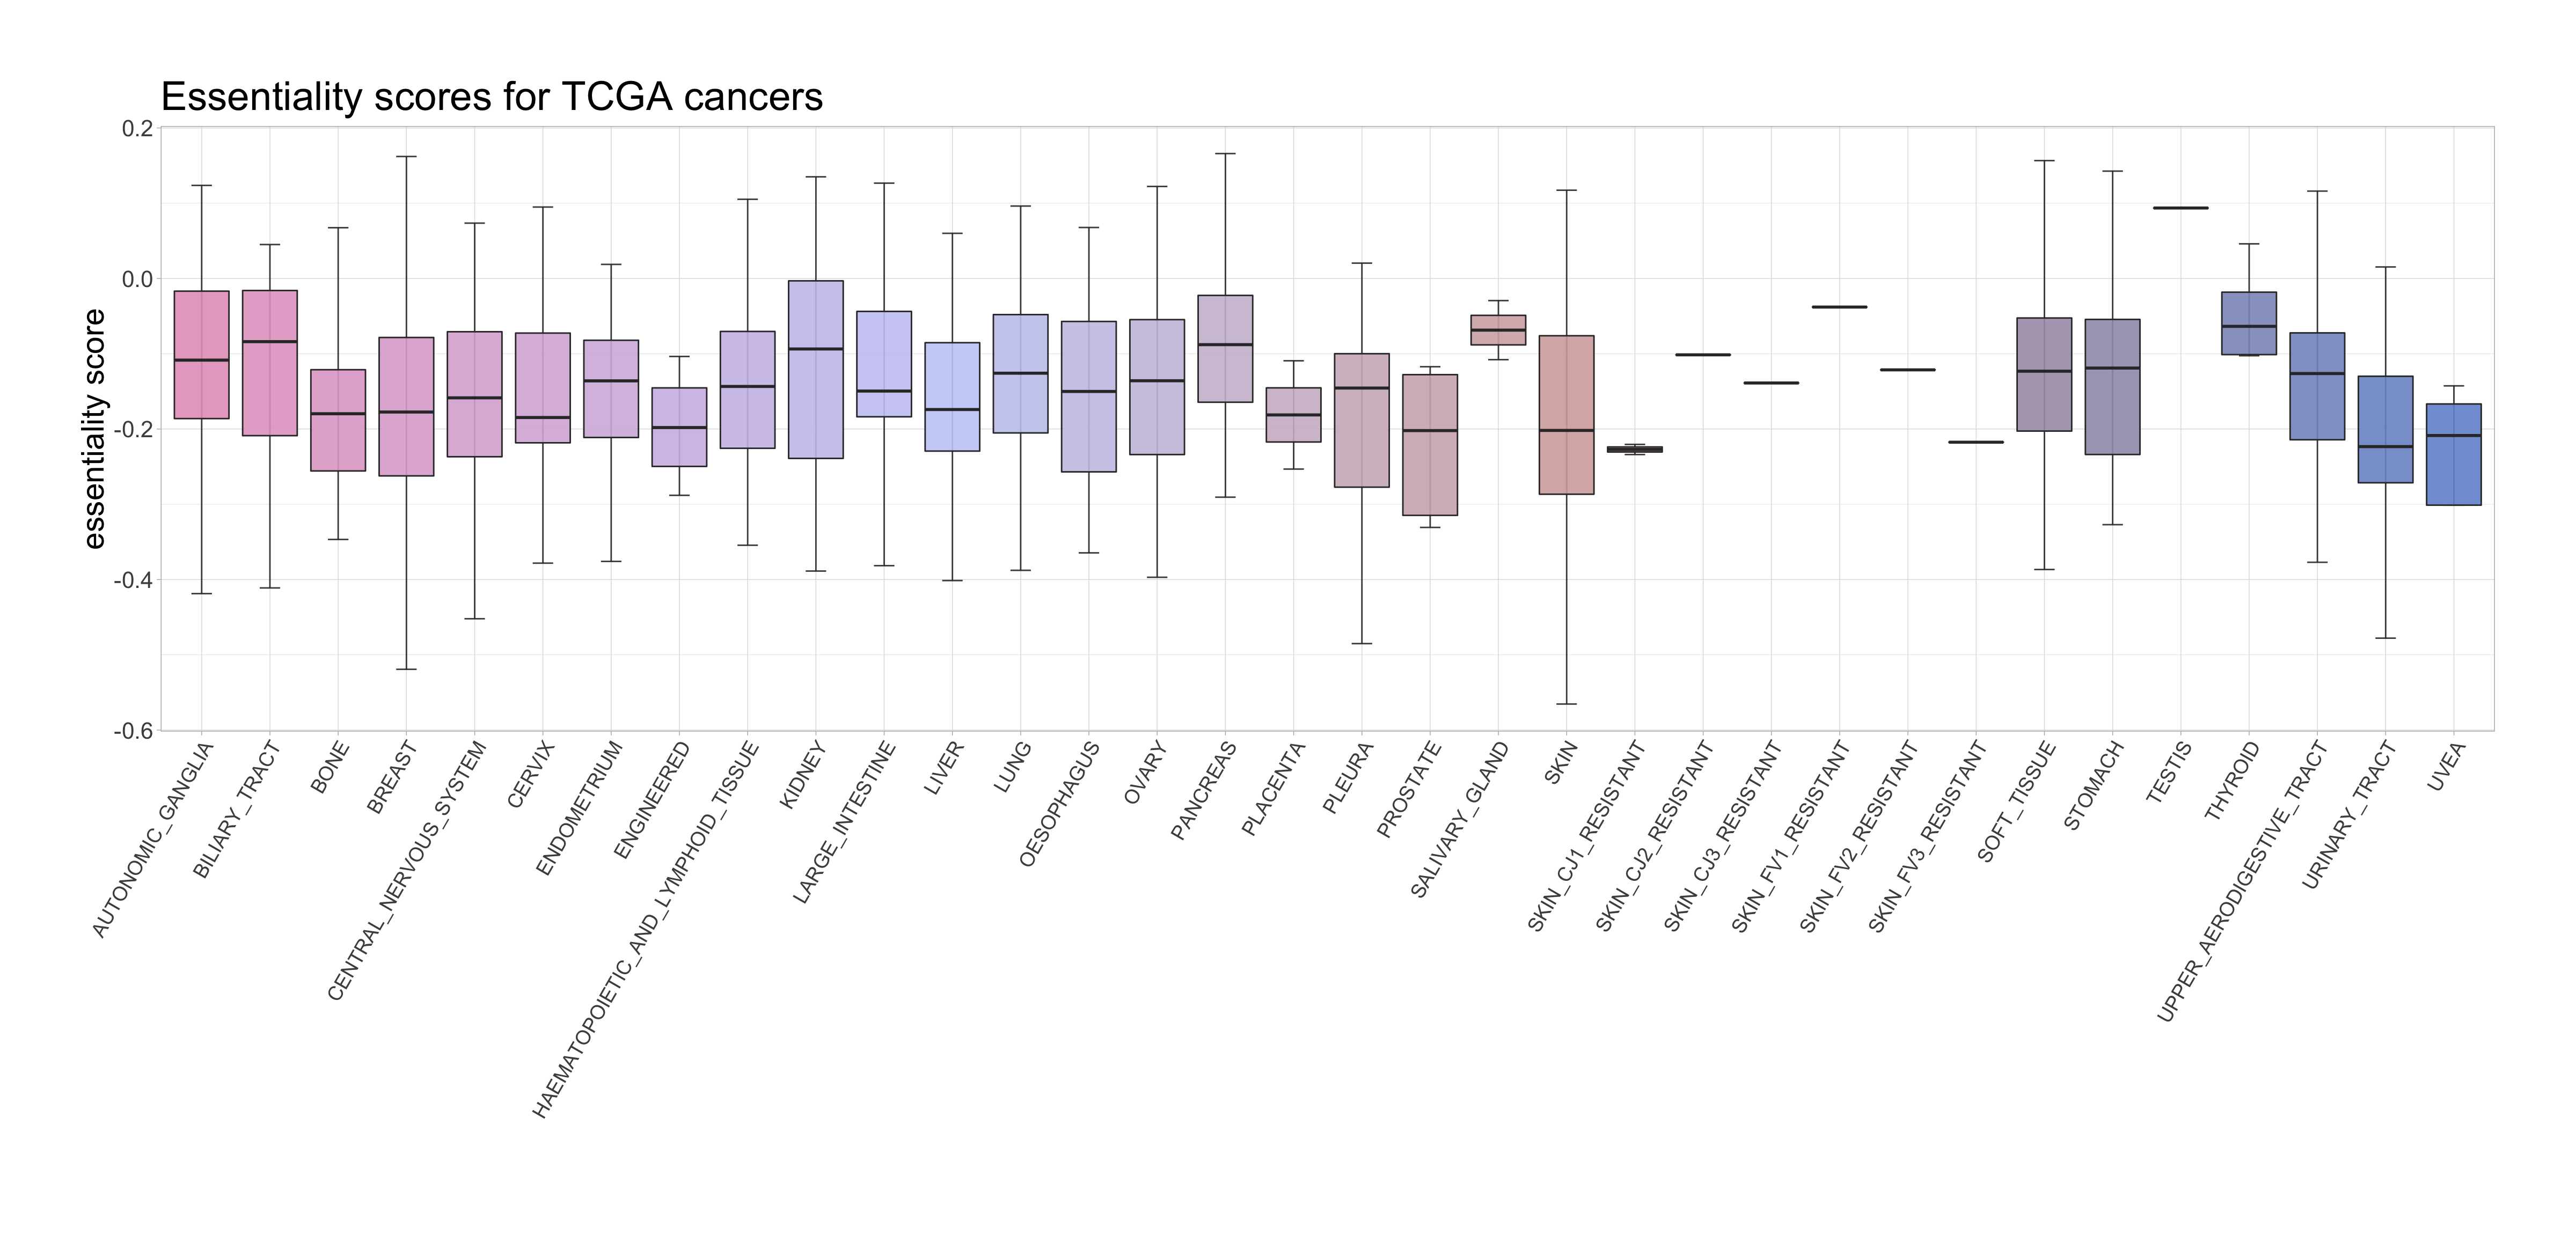 Essentiality scores for TCGA cancers
essentiality score
0.2
0.0
-0.2
-0.4
-0.6
AUTONOMIC_GANGLIA
BILIARY_TRACT
BONE
BREAST
CENTRAL_NERVOUS_SYSTEM
CERVIX
ENDOMETRIUM
ENGINEERED
HAEMATOPOIETIC_AND_LYMPHOID_TISSUE
KIDNEY
LARGE_INTESTINE
LIVER
LUNG
OESOPHAGUS
OVARY
PANCREAS
PLACENTA
PLEURA
PROSTATE
SALIVARY_GLAND
SKIN
SKIN_CJ1_RESISTANT
SKIN_CJ2_RESISTANT
SKIN_CJ3_RESISTANT
SKIN_FV1_RESISTANT
SKIN_FV2_RESISTANT
SKIN_FV3_RESISTANT
SOFT_TISSUE
STOMACH
TESTIS
THYROID
UPPER_AERODIGESTIVE_TRACT
URINARY_TRACT
UVEA